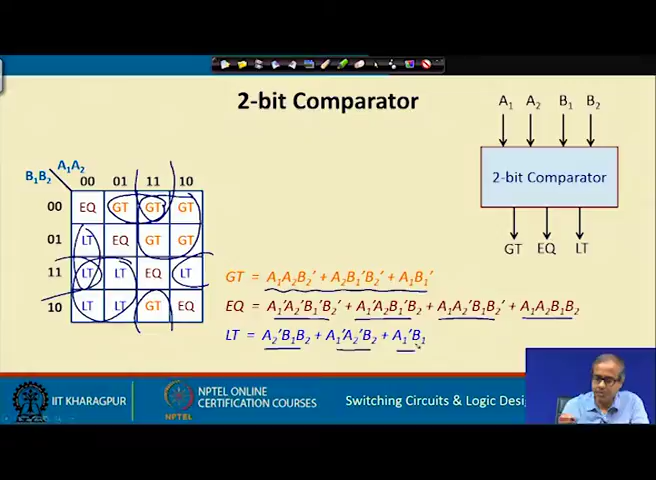 2-bit Comparator
A₁ A₂ B₁ B₂
2-bit Comparator
GT EQ LT
A₁A₂
B₁B₂
00 01 11 10
00 EQ GT GT GT
01 LT EQ GT GT
11 LT LT EQ LT
10 LT LT GT EQ
GT = A₁A₂B₂′ + A₂B₁′B₂′ + A₁B₁′
EQ = A₁′A₂′B₁′B₂′ + A₁′A₂B₁′B₂ + A₁A₂′B₁B₂′ + A₁A₂B₁B₂
LT = A₂′B₁B₂ + A₁′A₂′B₂ + A₁′B₁
IIT KHARAGPUR
NPTEL
NPTEL ONLINE
CERTIFICATION COURSES
Switching Circuits & Logic Desi